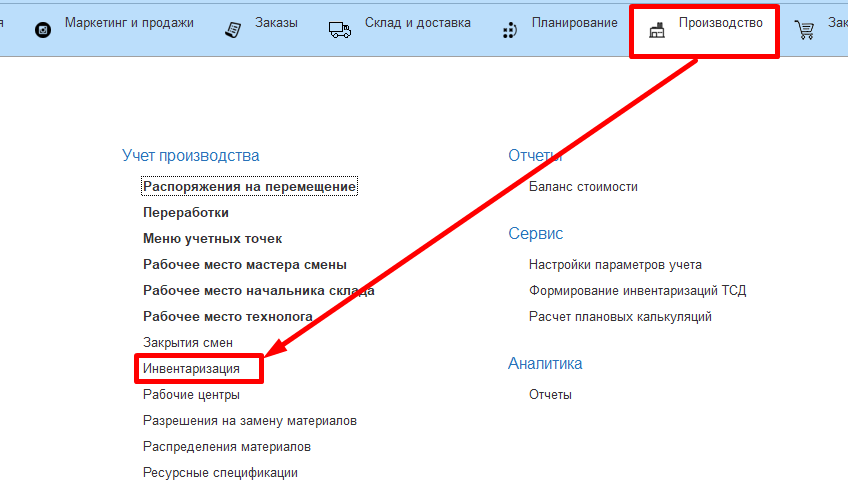 я
Маркетинг и продажи
Заказы
Склад и доставка
Планирование
Производство
Зак
Учет производства
Распоряжения на перемещение
Переработки
Меню учетных точек
Рабочее место мастера смены
Рабочее место начальника склада
Рабочее место технолога
Закрытия смен
Инвентаризация
Рабочие центры
Разрешения на замену материалов
Распределения материалов
Ресурсные спецификации
Отчеты
Баланс стоимости
Сервис
Настройки параметров учета
Формирование инвентаризаций ТСД
Расчет плановых калькуляций
Аналитика
Отчеты